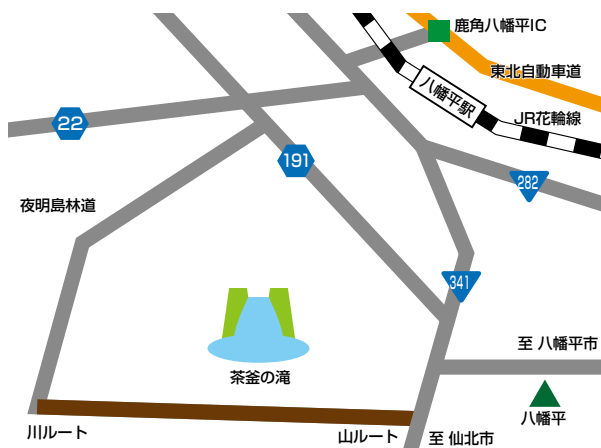 鹿角八幡平IC
東北自動車道
八幡平駅
JR花輪線
22
191
282
夜明島林道
341
至 八幡平市
茶釜の滝
八幡平
川ルート
山ルート
至 仙北市